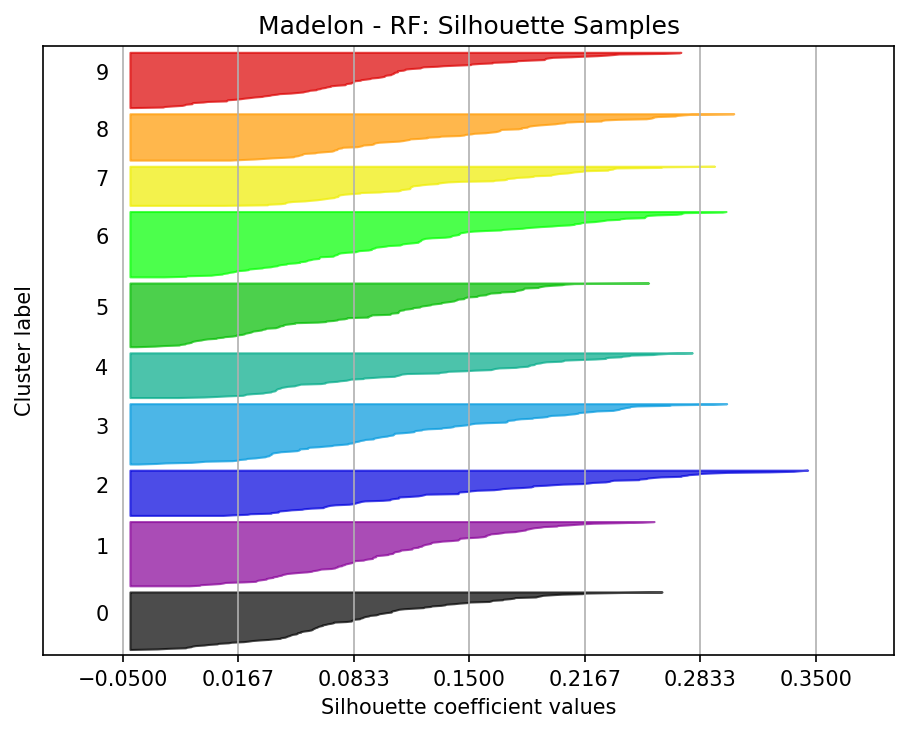 Madelon - RF: Silhouette Samples
9
8
7
6
5
4
3
2
1
0
Cluster label
−0.0500 0.0167 0.0833 0.1500 0.2167 0.2833 0.3500
Silhouette coefficient values